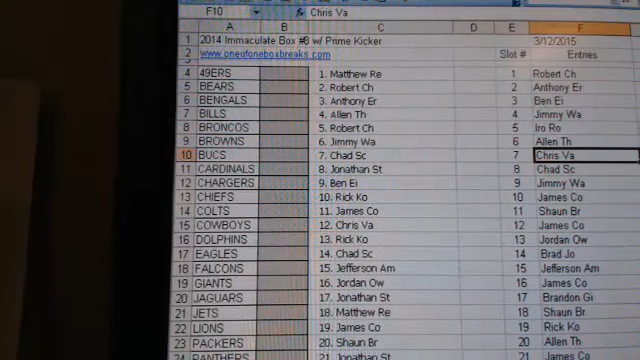 F10 fx Chris Va
A B C D E F
1 2014 Immaculate Box #8 w/ Prime Kicker 3/12/2015
2 www.oneofoneboxbreaks.com Slot # Entries
3
4 49ERS 1. Matthew Re 1 Robert Ch
5 BEARS 2. Robert Ch 2 Anthony Er
6 BENGALS 3. Anthony Er 3 Ben Ei
7 BILLS 4. Allen Th 4 Jimmy Wa
8 BRONCOS 5. Robert Ch 5 Iro Ro
9 BROWNS 6. Jimmy Wa 6 Allen Th
10 BUCS 7. Chad Sc 7 Chris Va
11 CARDINALS 8. Jonathan St 8 Chad Sc
12 CHARGERS 9. Ben Ei 9 Jimmy Wa
13 CHIEFS 10. Rick Ko 10 James Co
14 COLTS 11. James Co 11 Shaun Br
15 COWBOYS 12. Chris Va 12 James Co
16 DOLPHINS 13. Rick Ko 13 Jordan Ow
17 EAGLES 14. Chad Sc 14 Brad Jo
18 FALCONS 15. Jefferson Am 15 Jefferson Am
19 GIANTS 16. Jordan Ow 16 James Co
20 JAGUARS 17. Jonathan St 17 Brandon Gi
21 JETS 18. Matthew Re 18 Shaun Br
22 LIONS 19. James Co 19 Rick Ko
23 PACKERS 20. Shaun Br 20 Allen Th
24 PANTHERS 21. Jonathan St 21 James Co